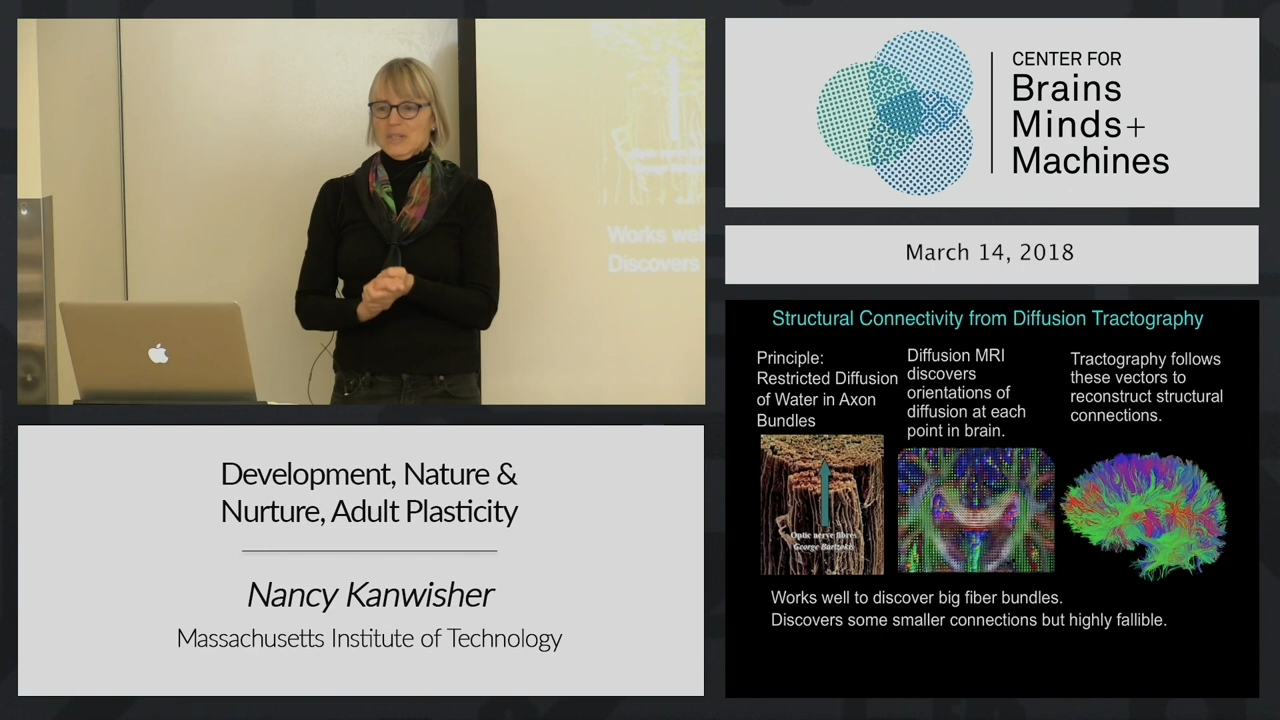 Works wel
Discovers
CENTER FOR
Brains
Minds+
Machines
March 14, 2018
Development, Nature &
Nurture, Adult Plasticity
Nancy Kanwisher
Massachusetts Institute of Technology
Structural Connectivity from Diffusion Tractography
Principle:
Restricted Diffusion
of Water in Axon
Bundles
Diffusion MRI
discovers
orientations of
diffusion at each
point in brain.
Tractography follows
these vectors to
reconstruct structural
connections.
Optic nerve fibres
George Bartzokis
Works well to discover big fiber bundles.
Discovers some smaller connections but highly fallible.